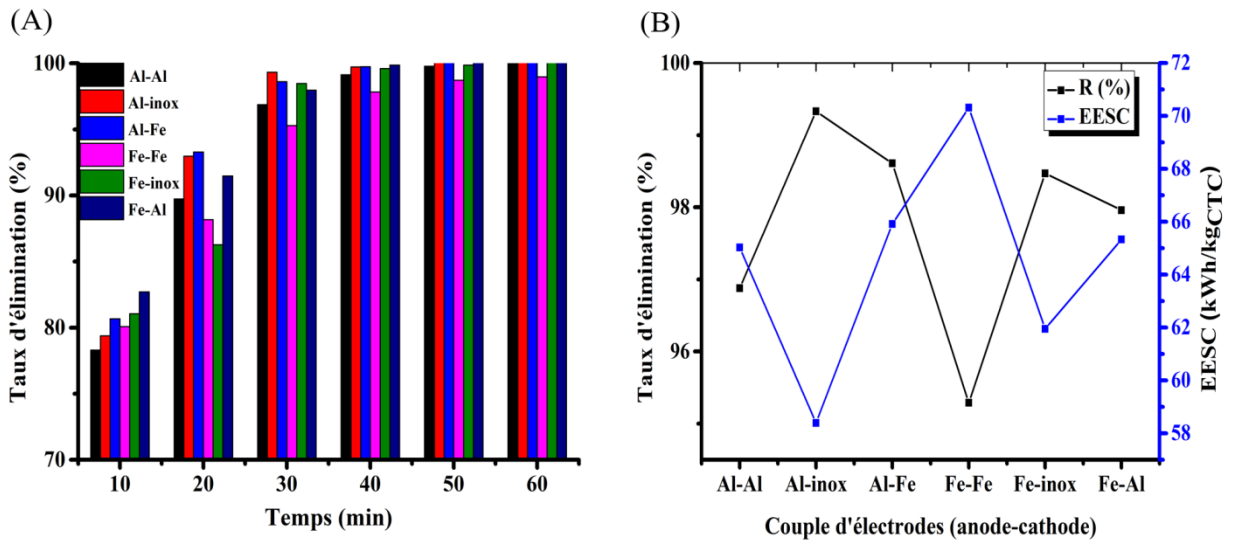 (A)
Taux d'élimination (%)
100
90
80
70
Al-Al
Al-inox
Al-Fe
Fe-Fe
Fe-inox
Fe-Al
10 20 30 40 50 60
Temps (min)
(B)
Taux d'élimination (%)
100
98
96
R (%)
EESC
72
70
68
66
64
62
60
58
EESC (kWh/kgCTC)
Al-Al Al-inox Al-Fe Fe-Fe Fe-inox Fe-Al
Couple d'électrodes (anode-cathode)